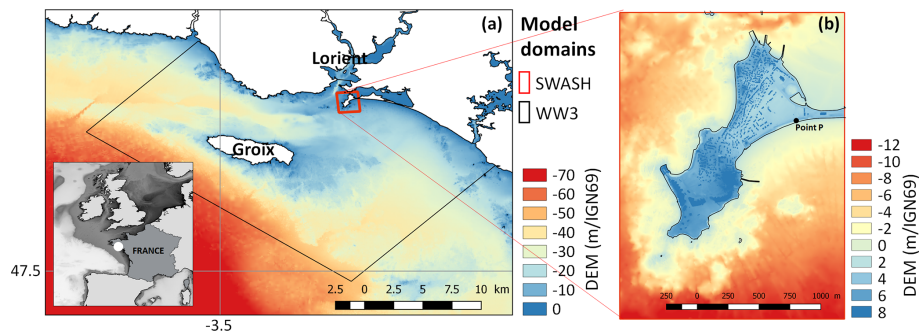 (a)
Model
domains
SWASH
WW3
Lorient
Groix
FRANCE
47.5
-3.5
2.5 0 2.5 5 7.5 10 km
-70
-60
-50
-40
-30
-20
-10
0
DEM (m/IGN69)
(b)
Point P
250 0 250 500 750 1000 m
-12
-10
-8
-6
-4
-2
0
2
4
6
8
DEM (m/IGN69)